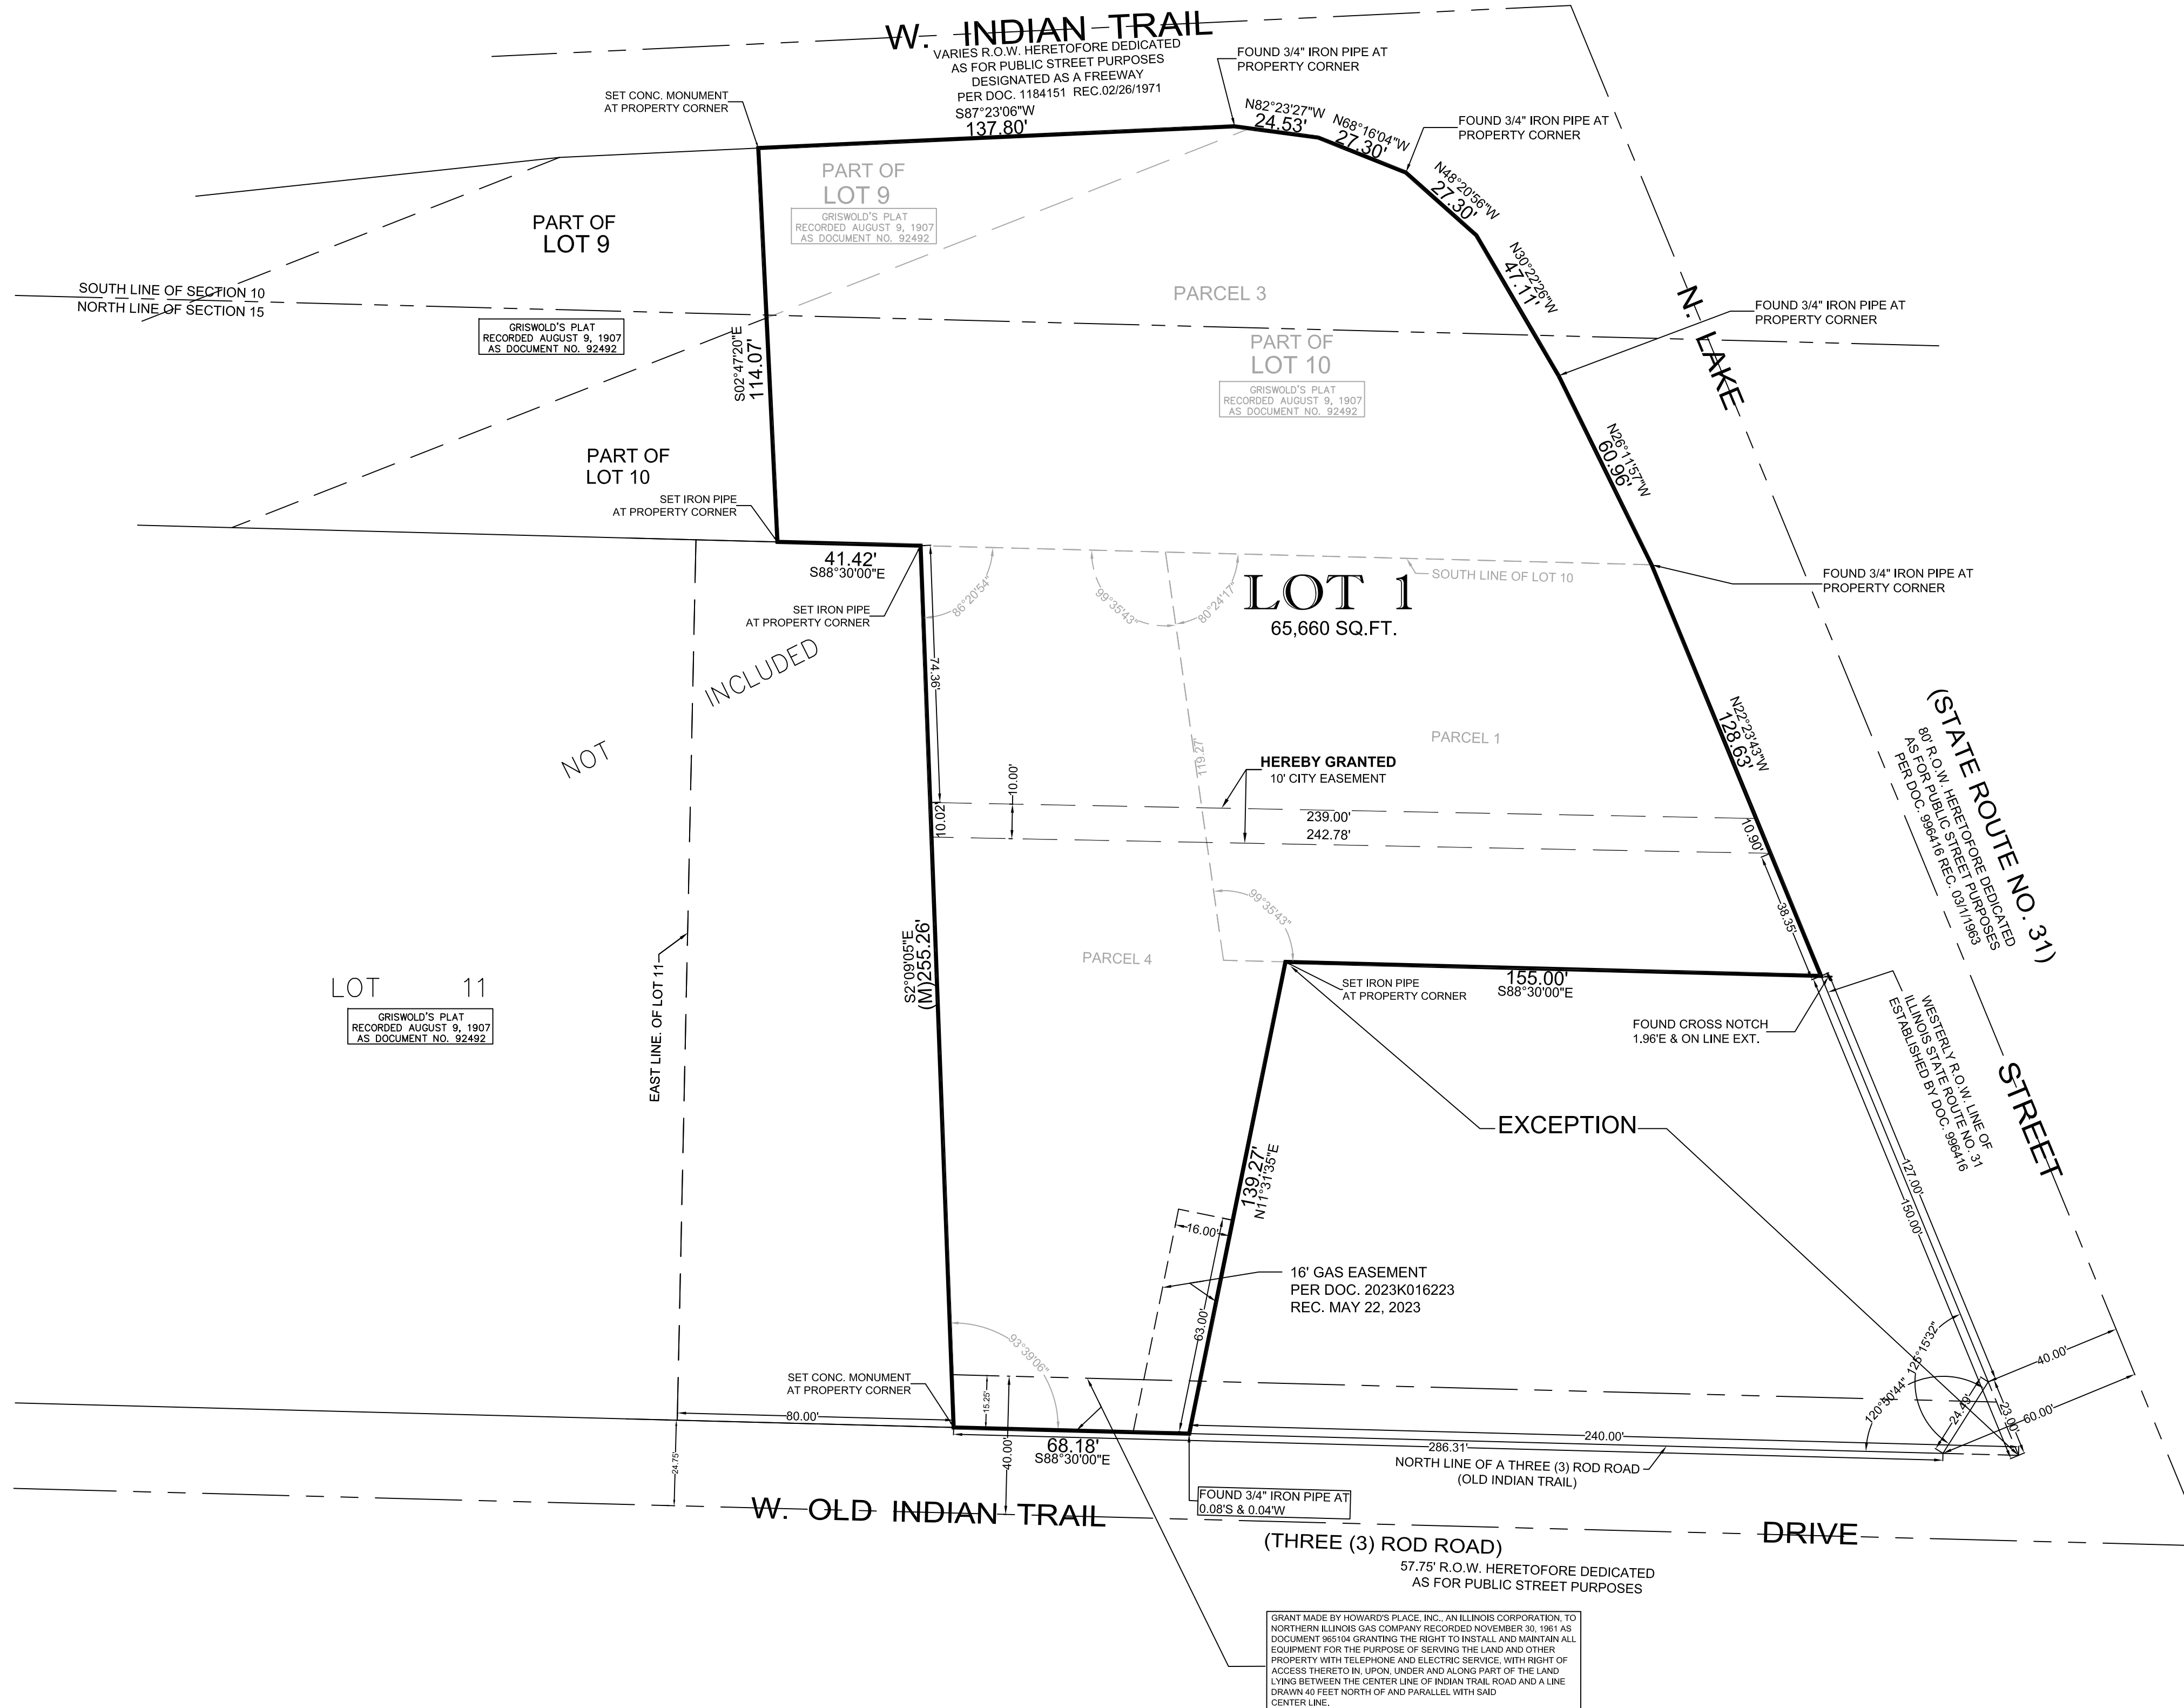 W. INDIAN TRAIL
VARIES R.O.W. HERETOFORE DEDICATED
AS FOR PUBLIC STREET PURPOSES
DESIGNATED AS A FREEWAY
PER DOC. 1184151 REC.02/26/1971
S87°23'06"W
137.80'
SET CONC. MONUMENT
AT PROPERTY CORNER
FOUND 3/4" IRON PIPE AT
PROPERTY CORNER
N82°23'27"W
24.53'
N68°16'04"W
27.30'
FOUND 3/4" IRON PIPE AT
PROPERTY CORNER
N48°20'56"W
27.30'
N30°22'26"W
47.11'
PART OF
LOT 9
GRISWOLD'S PLAT
RECORDED AUGUST 9, 1907
AS DOCUMENT NO. 92492
PART OF
LOT 9
SOUTH LINE OF SECTION 10
NORTH LINE OF SECTION 15
GRISWOLD'S PLAT
RECORDED AUGUST 9, 1907
AS DOCUMENT NO. 92492
S02°47'20"E
114.07'
PARCEL 3
PART OF
LOT 10
GRISWOLD'S PLAT
RECORDED AUGUST 9, 1907
AS DOCUMENT NO. 92492
N. LAKE
FOUND 3/4" IRON PIPE AT
PROPERTY CORNER
N26°11'57"W
60.96'
PART OF
LOT 10
SET IRON PIPE
AT PROPERTY CORNER
41.42'
S88°30'00"E
SET IRON PIPE
AT PROPERTY CORNER
86°20'54"
99°35'43"
80°24'17"
SOUTH LINE OF LOT 10
LOT 1
65,660 SQ.FT.
FOUND 3/4" IRON PIPE AT
PROPERTY CORNER
NOT INCLUDED
74.36'
119.27'
PARCEL 1
N22°23'43"W
128.63'
HEREBY GRANTED
10' CITY EASEMENT
10.00'
10.02'
239.00'
242.78'
10.90'
38.35'
99°35'43"
(STATE ROUTE NO. 31)
80' R.O.W. HERETOFORE DEDICATED
AS FOR PUBLIC STREET PURPOSES
PER DOC. 996416 REC. 03/1/1963
S2°09'05"E
(M)255.26'
PARCEL 4
155.00'
S88°30'00"E
SET IRON PIPE
AT PROPERTY CORNER
FOUND CROSS NOTCH
1.96'E & ON LINE EXT.
LOT 11
GRISWOLD'S PLAT
RECORDED AUGUST 9, 1907
AS DOCUMENT NO. 92492
EAST LINE. OF LOT 11
WESTERLY R.O.W. LINE OF
ILLINOIS STATE ROUTE NO. 31
ESTABLISHED BY DOC. 996416
STREET
EXCEPTION
139.27'
N11°31'35"E
127.00'
150.00'
16.00'
63.00'
16' GAS EASEMENT
PER DOC. 2023K016223
REC. MAY 22, 2023
93°39'06"
SET CONC. MONUMENT
AT PROPERTY CORNER
15.25'
80.00'
24.75'
40.00'
68.18'
S88°30'00"E
120°50'44"
125°15'32"
24.49'
23.00'
40.00'
60.00'
240.00'
286.31'
NORTH LINE OF A THREE (3) ROD ROAD
(OLD INDIAN TRAIL)
FOUND 3/4" IRON PIPE AT
0.08'S & 0.04'W
W. OLD INDIAN TRAIL DRIVE
(THREE (3) ROD ROAD)
57.75' R.O.W. HERETOFORE DEDICATED
AS FOR PUBLIC STREET PURPOSES
GRANT MADE BY HOWARD'S PLACE, INC., AN ILLINOIS CORPORATION, TO
NORTHERN ILLINOIS GAS COMPANY RECORDED NOVEMBER 30, 1961 AS
DOCUMENT 965104 GRANTING THE RIGHT TO INSTALL AND MAINTAIN ALL
EQUIPMENT FOR THE PURPOSE OF SERVING THE LAND AND OTHER
PROPERTY WITH TELEPHONE AND ELECTRIC SERVICE, WITH RIGHT OF
ACCESS THERETO IN, UPON, UNDER AND ALONG PART OF THE LAND
LYING BETWEEN THE CENTER LINE OF INDIAN TRAIL ROAD AND A LINE
DRAWN 40 FEET NORTH OF AND PARALLEL WITH SAID
CENTER LINE.